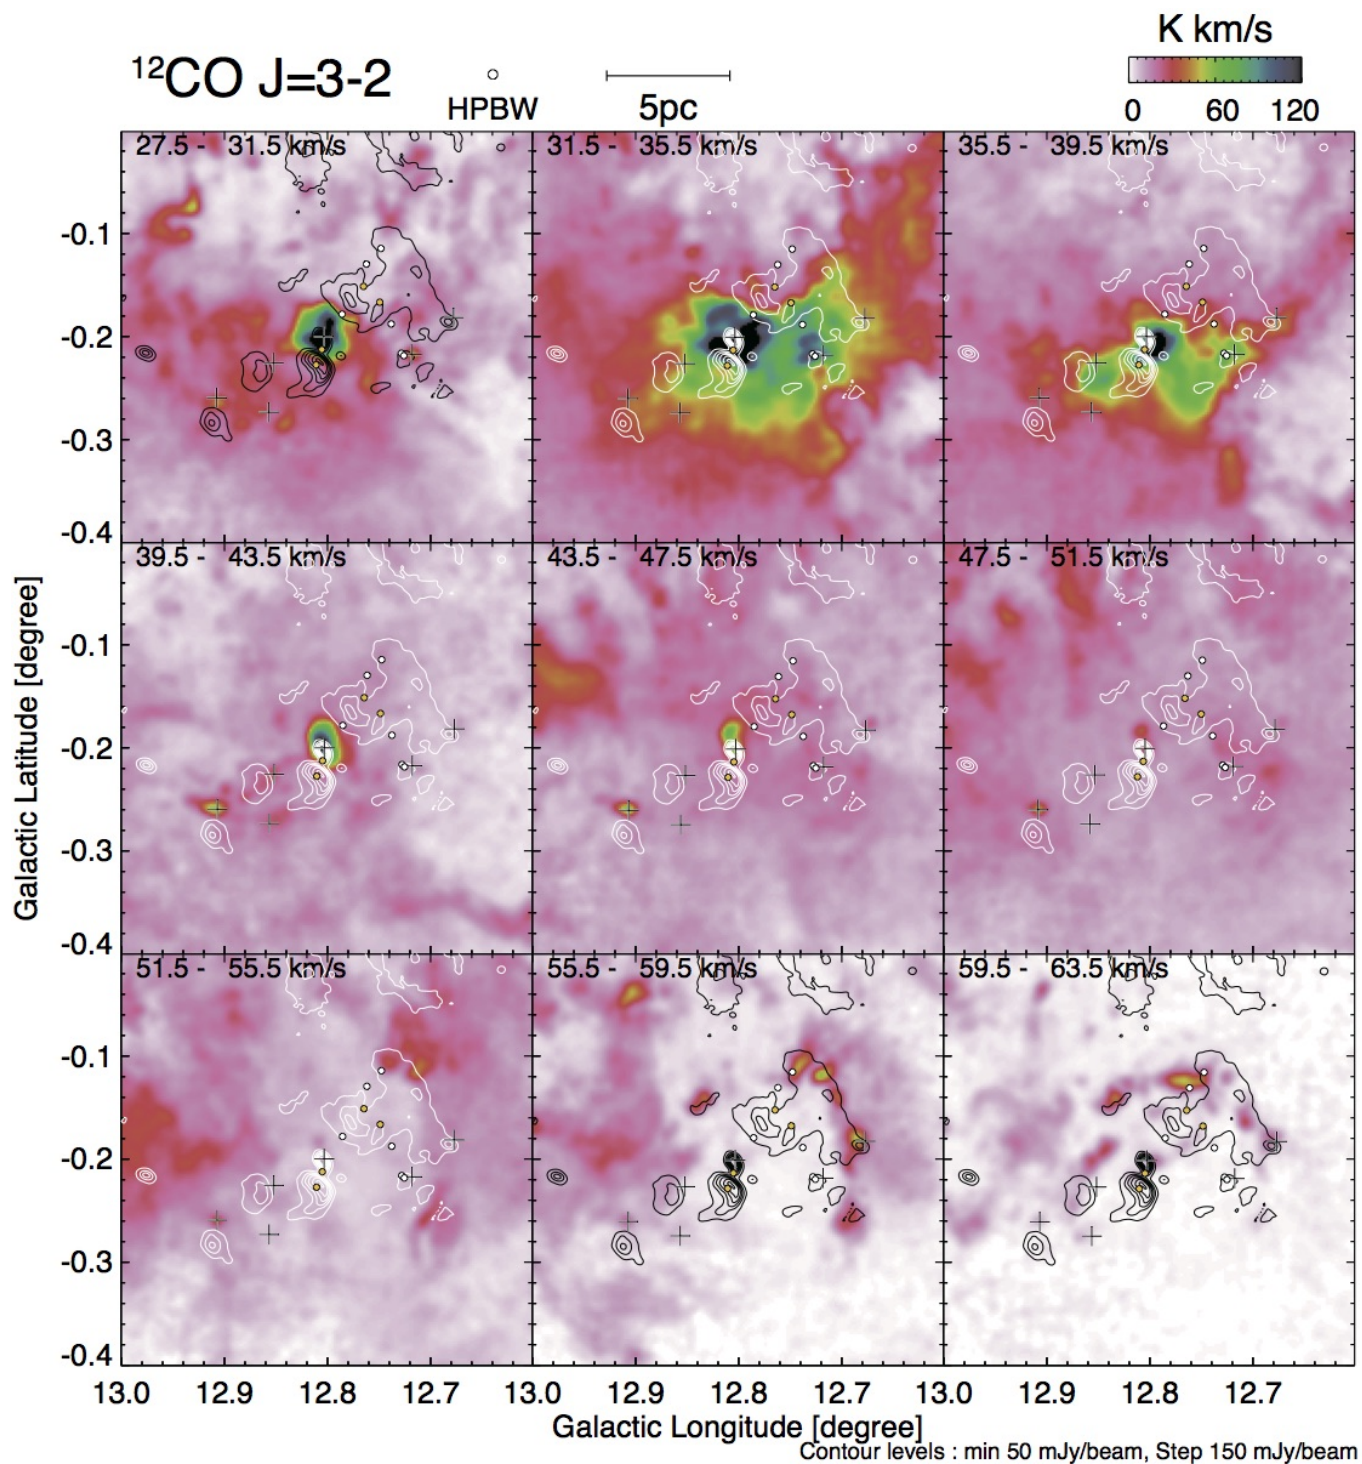 K km/s
¹²CO J=3-2
HPBW
5pc
0 60 120
27.5 - 31.5 km/s
31.5 - 35.5 km/s
35.5 - 39.5 km/s
-0.1
-0.2
-0.3
-0.4
39.5 - 43.5 km/s
43.5 - 47.5 km/s
47.5 - 51.5 km/s
-0.1
-0.2
-0.3
-0.4
51.5 - 55.5 km/s
55.5 - 59.5 km/s
59.5 - 63.5 km/s
-0.1
-0.2
-0.3
-0.4
Galactic Latitude [degree]
13.0 12.9 12.8 12.7 13.0 12.9 12.8 12.7 13.0 12.9 12.8 12.7
Galactic Longitude [degree]
Contour levels : min 50 mJy/beam, Step 150 mJy/beam